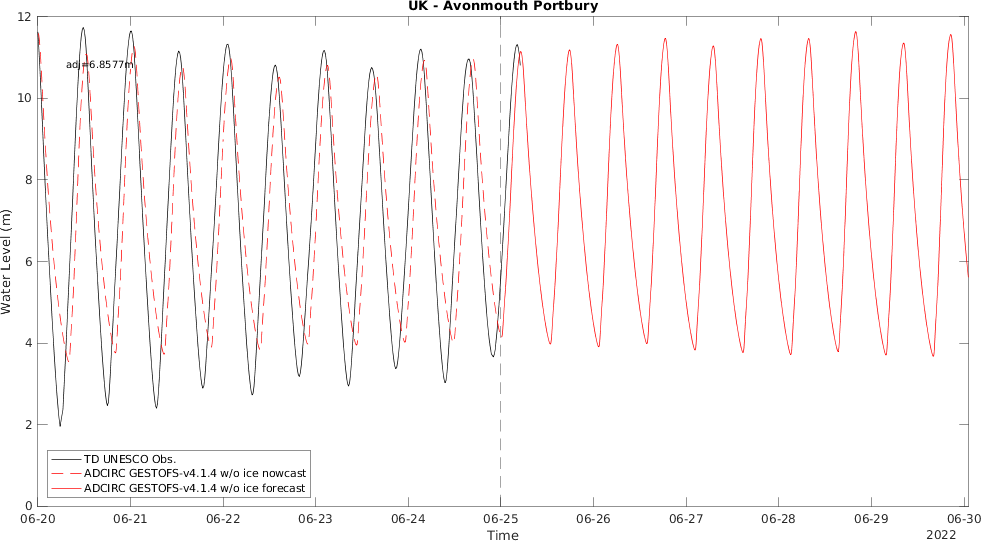 UK - Avonmouth Portbury
12
10
8
6
4
2
0
Water Level (m)
adj=6.8577m
TD UNESCO Obs.
ADCIRC GESTOFS-v4.1.4 w/o ice nowcast
ADCIRC GESTOFS-v4.1.4 w/o ice forecast
06-20 06-21 06-22 06-23 06-24 06-25 06-26 06-27 06-28 06-29 06-30
Time
2022